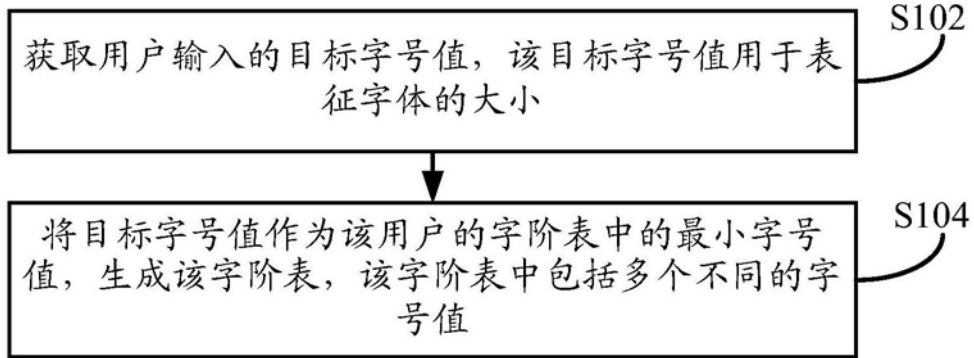 S102
获取用户输入的目标字号值，该目标字号值用于表
征字体的大小
S104
将目标字号值作为该用户的字阶表中的最小字号
值，生成该字阶表，该字阶表中包括多个不同的字
号值